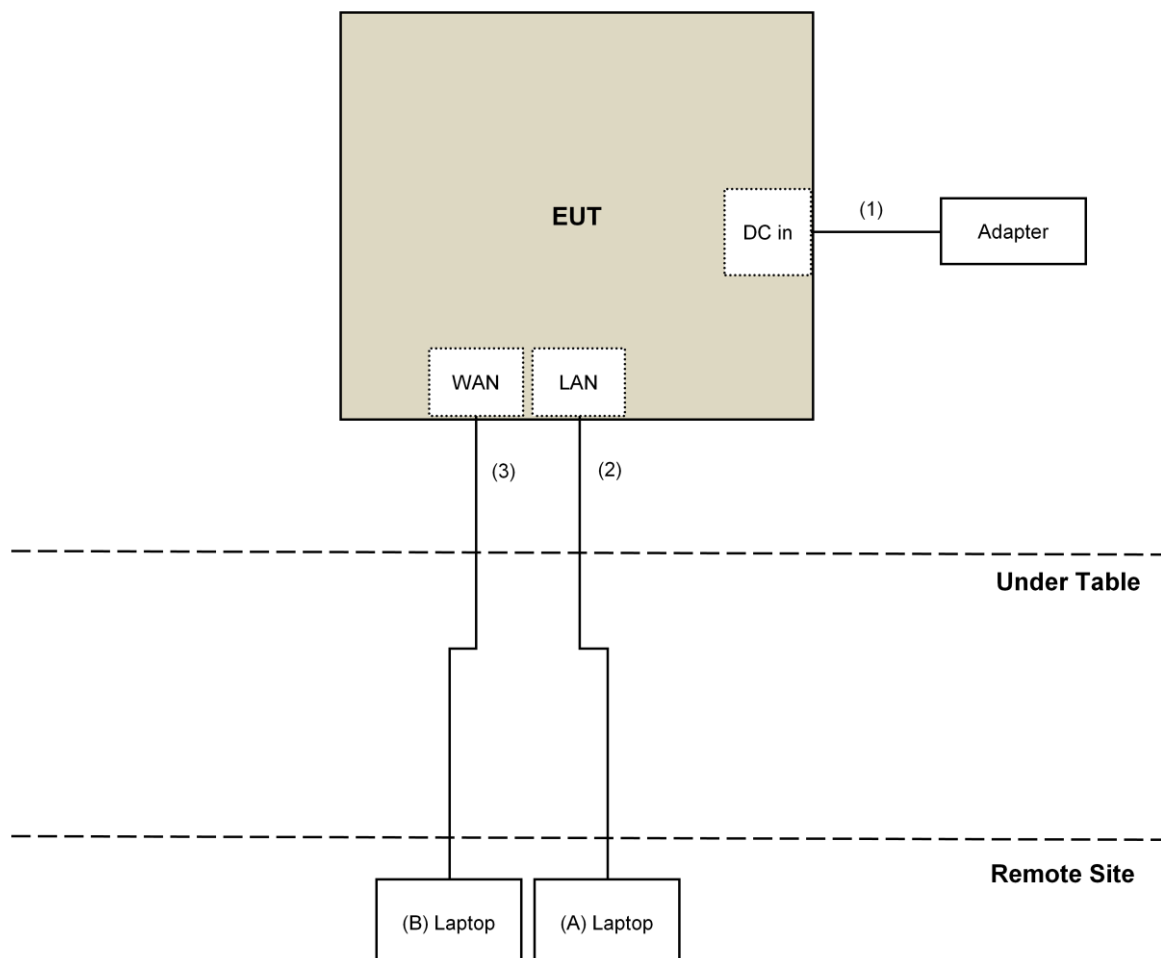 EUT
DC in
(1)
Adapter
WAN
LAN
(3)
(2)
Under Table
Remote Site
(B) Laptop
(A) Laptop